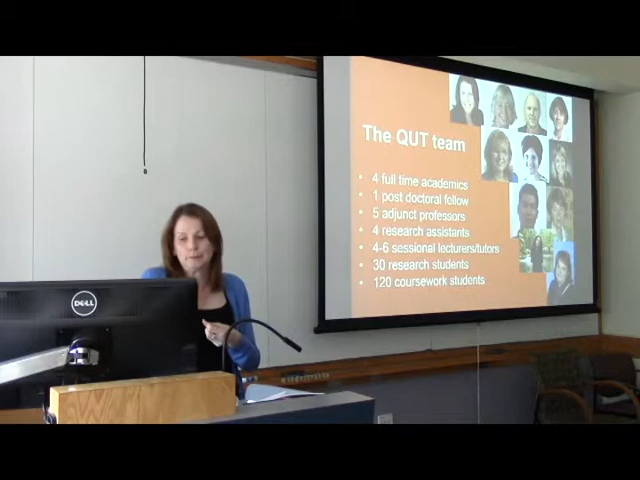 The QUT team
• 4 full time academics
• 1 post doctoral fellow
• 5 adjunct professors
• 4 research assistants
• 4-6 sessional lecturers/tutors
• 30 research students
• 120 coursework students
DELL